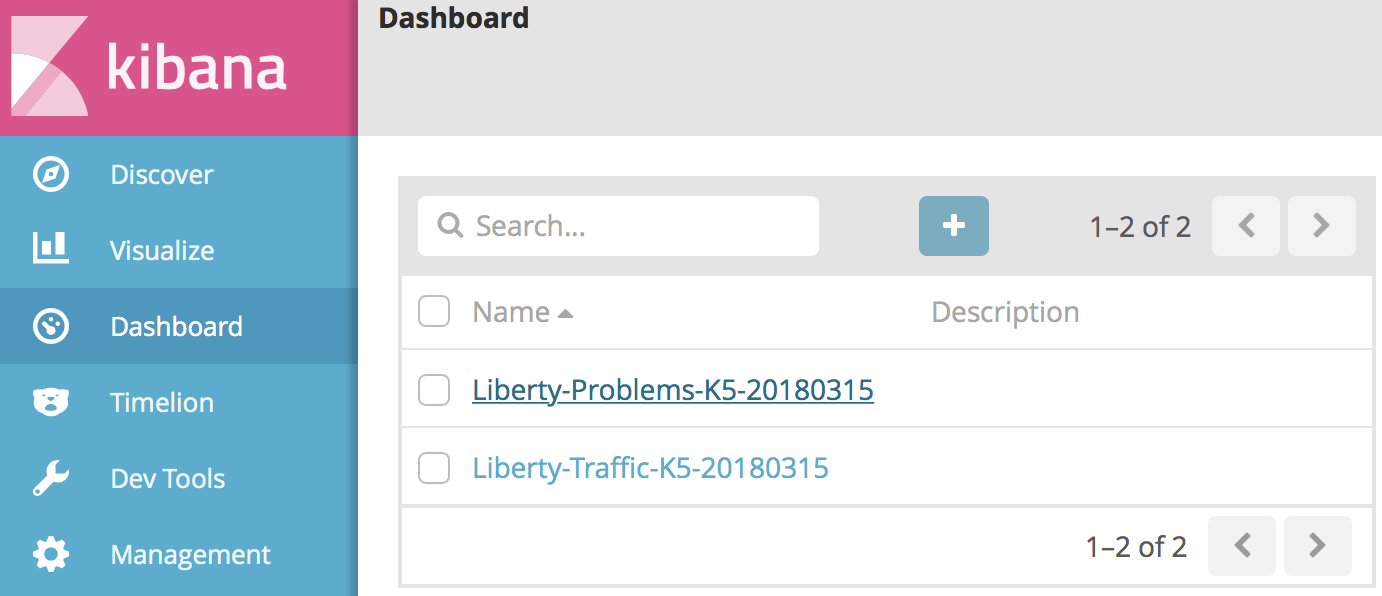 kibana
Discover
Visualize
Dashboard
Timelion
Dev Tools
Management
Dashboard
Search...
1–2 of 2
Name Description
Liberty-Problems-K5-20180315
Liberty-Traffic-K5-20180315
1–2 of 2